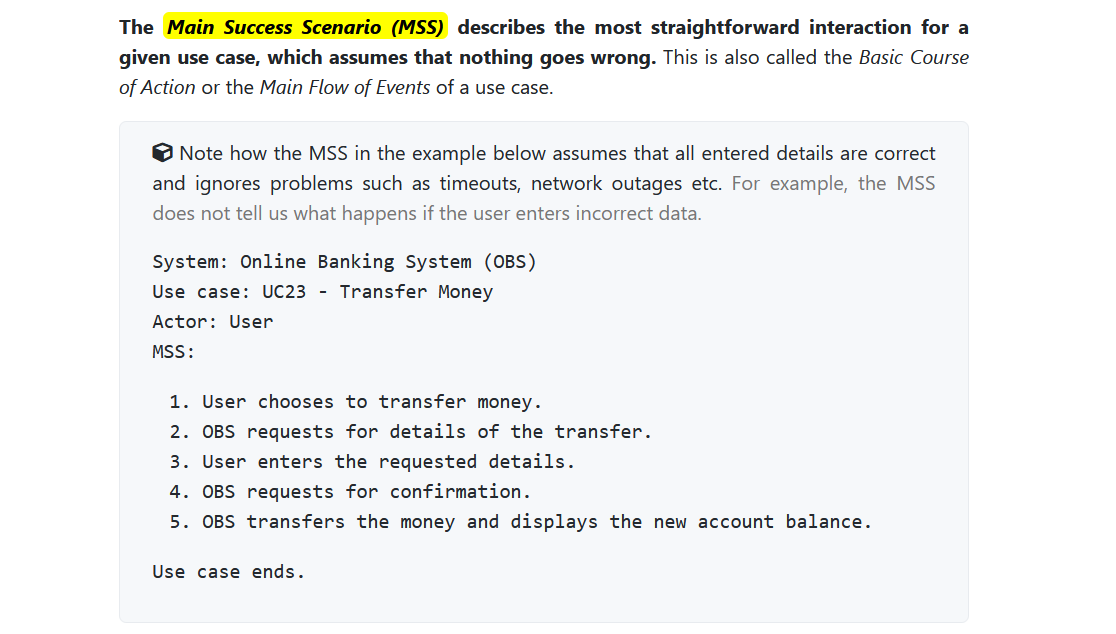 The Main Success Scenario (MSS) describes the most straightforward interaction for a
given use case, which assumes that nothing goes wrong. This is also called the Basic Course
of Action or the Main Flow of Events of a use case.
Note how the MSS in the example below assumes that all entered details are correct
and ignores problems such as timeouts, network outages etc. For example, the MSS
does not tell us what happens if the user enters incorrect data.
System: Online Banking System (OBS)
Use case: UC23 - Transfer Money
Actor: User
MSS:
1. User chooses to transfer money.
2. OBS requests for details of the transfer.
3. User enters the requested details.
4. OBS requests for confirmation.
5. OBS transfers the money and displays the new account balance.
Use case ends.